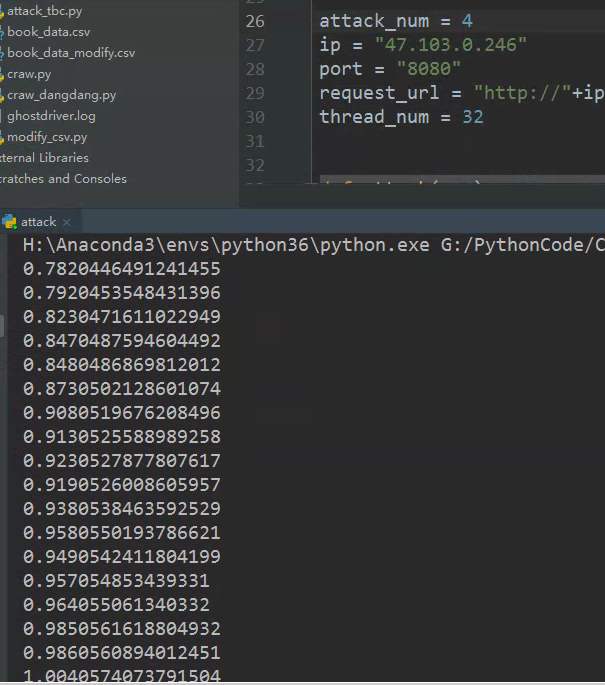 attack_tbc.py
book_data.csv
book_data_modify.csv
craw.py
craw_dangdang.py
ghostdriver.log
modify_csv.py
xternal Libraries
cratches and Consoles
26 attack_num = 4
27 ip = "47.103.0.246"
28 port = "8080"
29 request_url = "http://"+ip
30 thread_num = 32
31
32
attack ×
H:\Anaconda3\envs\python36\python.exe G:/PythonCode/C
0.7820446491241455
0.7920453548431396
0.8230471611022949
0.8470487594604492
0.8480486869812012
0.8730502128601074
0.9080519676208496
0.9130525588989258
0.9230527877807617
0.9190526008605957
0.9380538463592529
0.9580550193786621
0.9490542411804199
0.957054853439331
0.964055061340332
0.9850561618804932
0.9860560894012451
1.0040574073791504